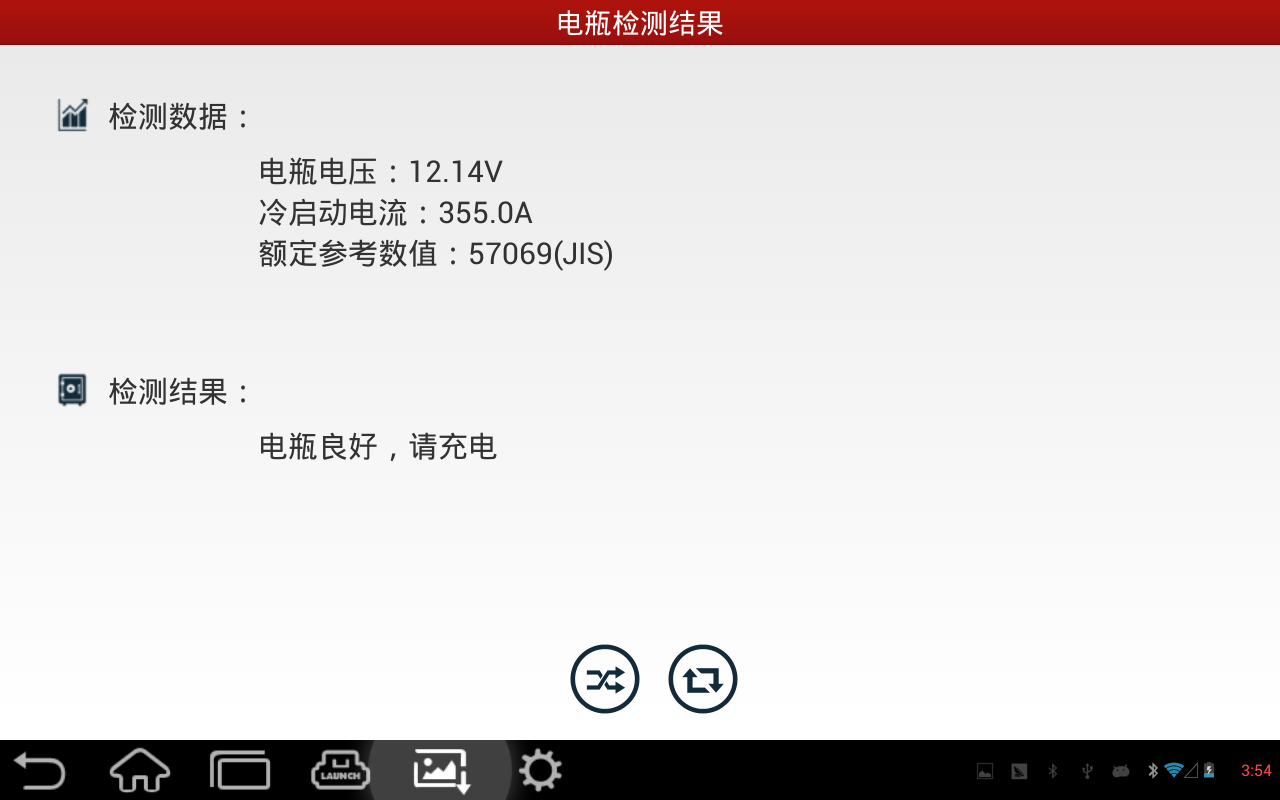 电瓶检测结果
检测数据：
电瓶电压：12.14V
冷启动电流：355.0A
额定参考数值：57069(JIS)
检测结果：
电瓶良好，请充电
LAUNCH
3:54